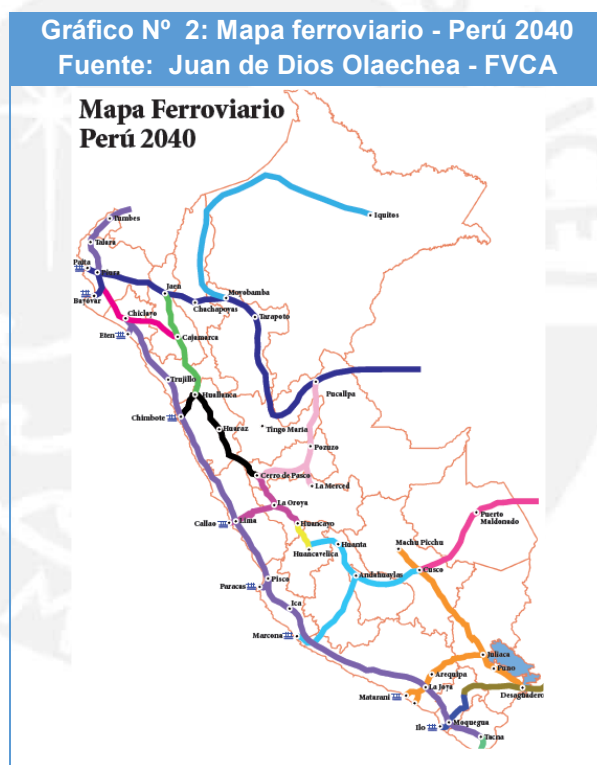 Gráfico Nº 2: Mapa ferroviario - Perú 2040
Fuente: Juan de Dios Olaechea - FVCA
Mapa Ferroviario
Perú 2040
Tumbes
Iquitos
Talara
Paita
Piura
Bayóvar
Jaen
Moyobamba
Chachapoyas
Chiclayo
Tarapoto
Eten
Cajamarca
Trujillo
Pucallpa
Huallanca
Chimbote
Huaraz
Tingo María
Pozuzo
Cerro de Pasco
La Merced
La Oroya
Puerto
Maldonado
Callao
Lima
Huancayo
Huanta
Machu Picchu
Huancavelica
Cusco
Andahuaylas
Pisco
Paracas
Ica
Marcona
Juliaca
Puno
Arequipa
La Joya
Desaguadero
Matarani
Moquegua
Ilo
Tacna